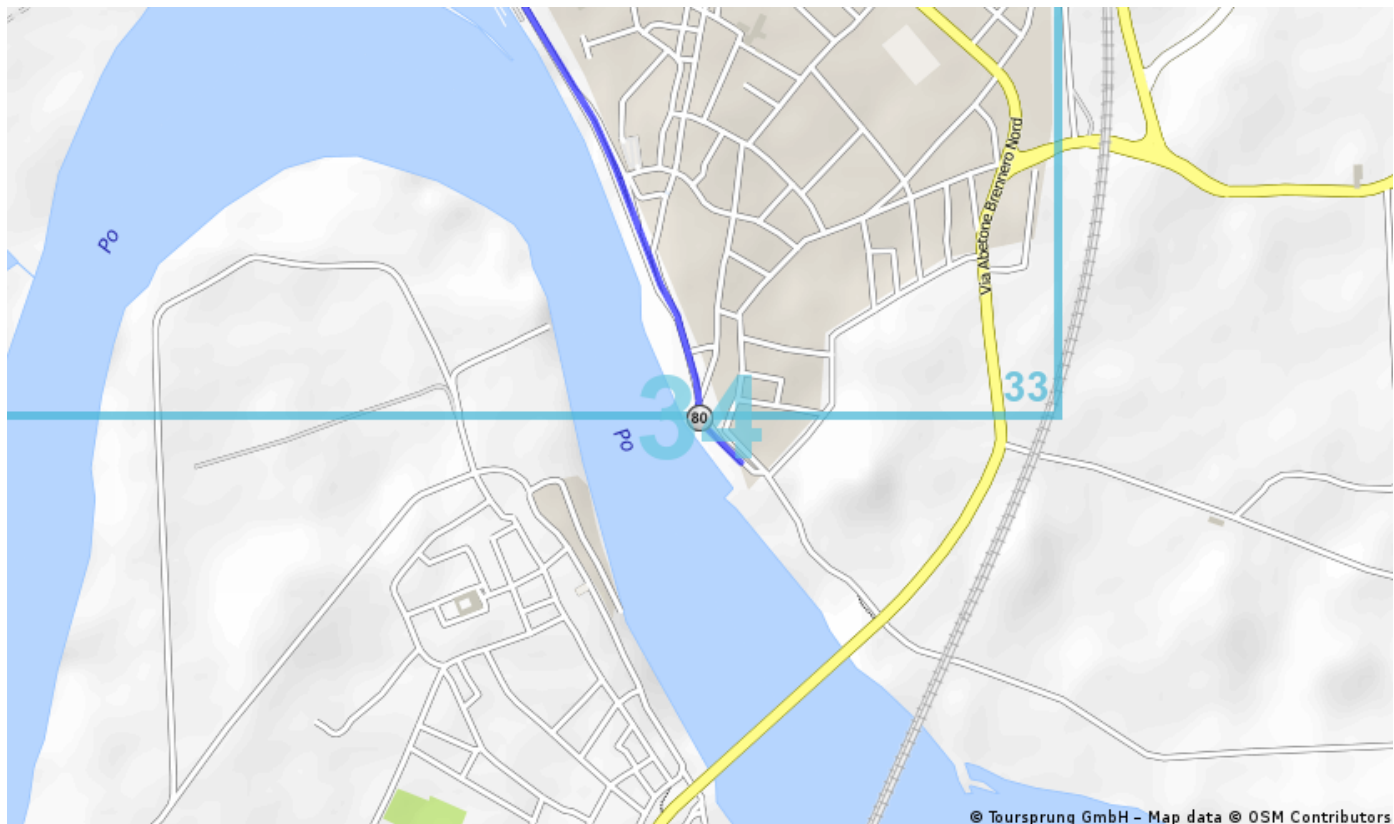 Via Abetone Brennero Nord
Po
33
34
80
Po
© Toursprung GmbH – Map data © OSM Contributors